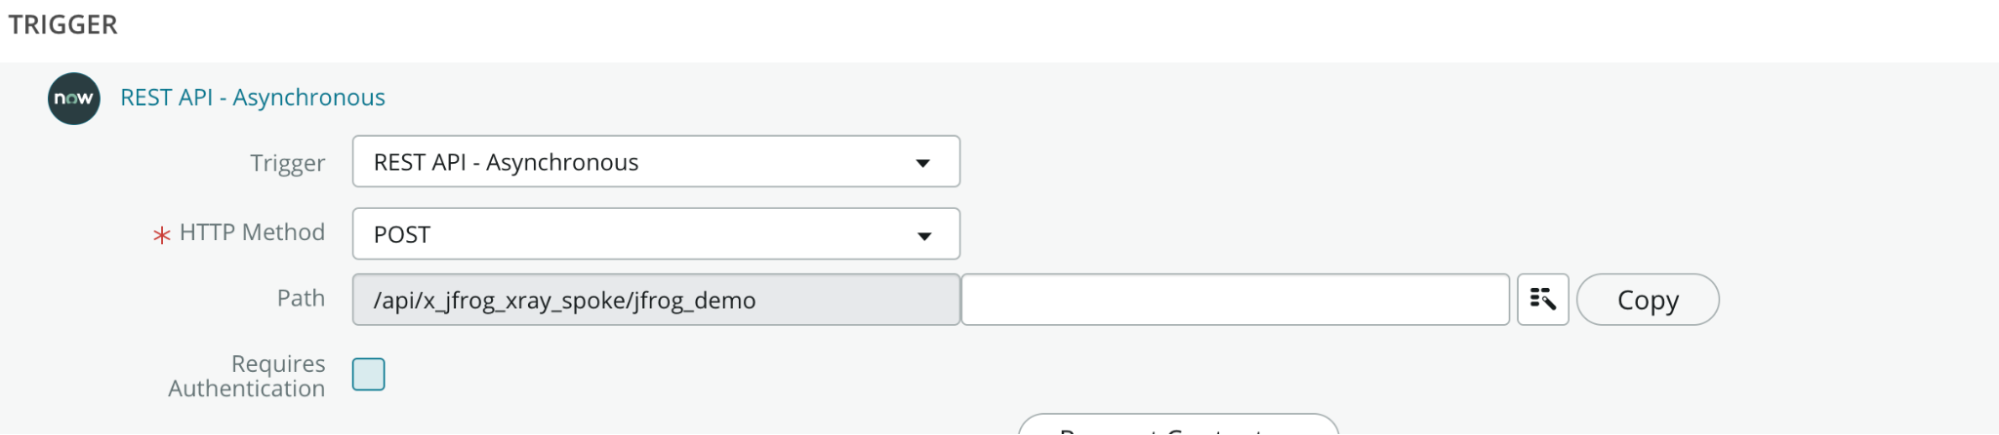 TRIGGER
now REST API - Asynchronous
Trigger REST API - Asynchronous
* HTTP Method POST
Path /api/x_jfrog_xray_spoke/jfrog_demo Copy
Requires
Authentication